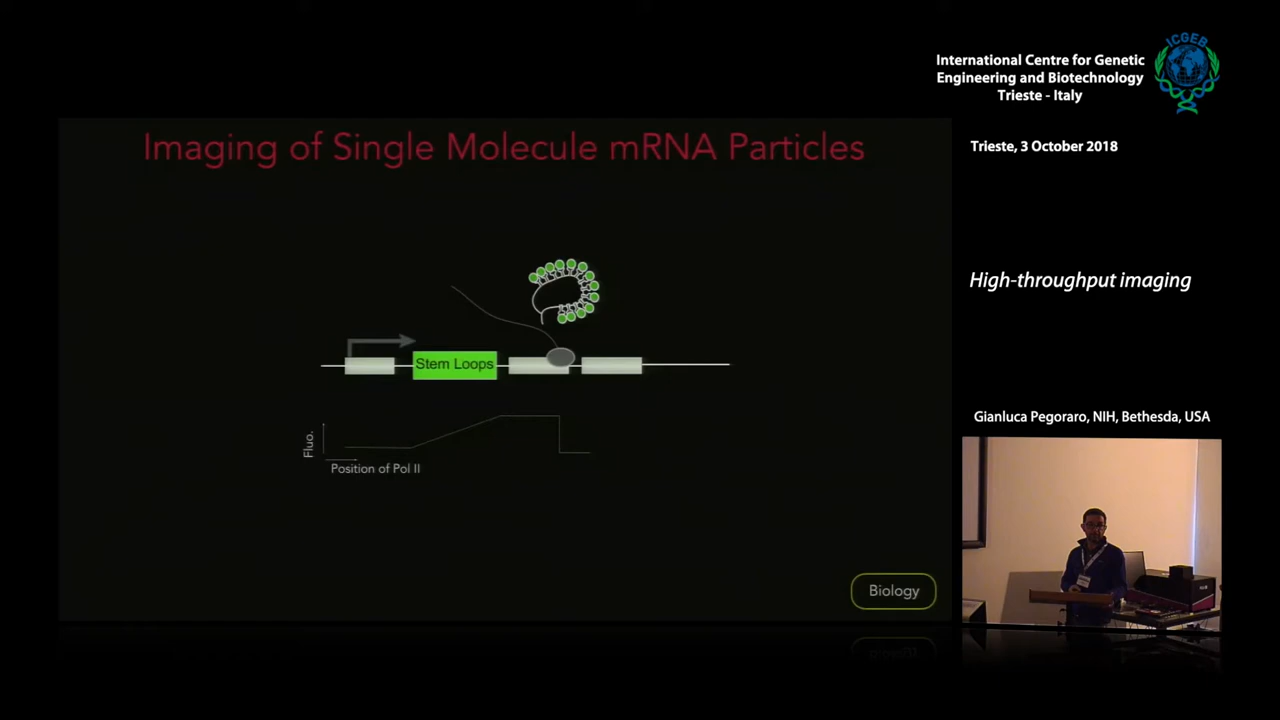 ICGEB
International Centre for Genetic
Engineering and Biotechnology
Trieste - Italy
Trieste, 3 October 2018
Imaging of Single Molecule mRNA Particles
High-throughput imaging
Stem Loops
Fluo.
Position of Pol II
Gianluca Pegoraro, NIH, Bethesda, USA
Biology